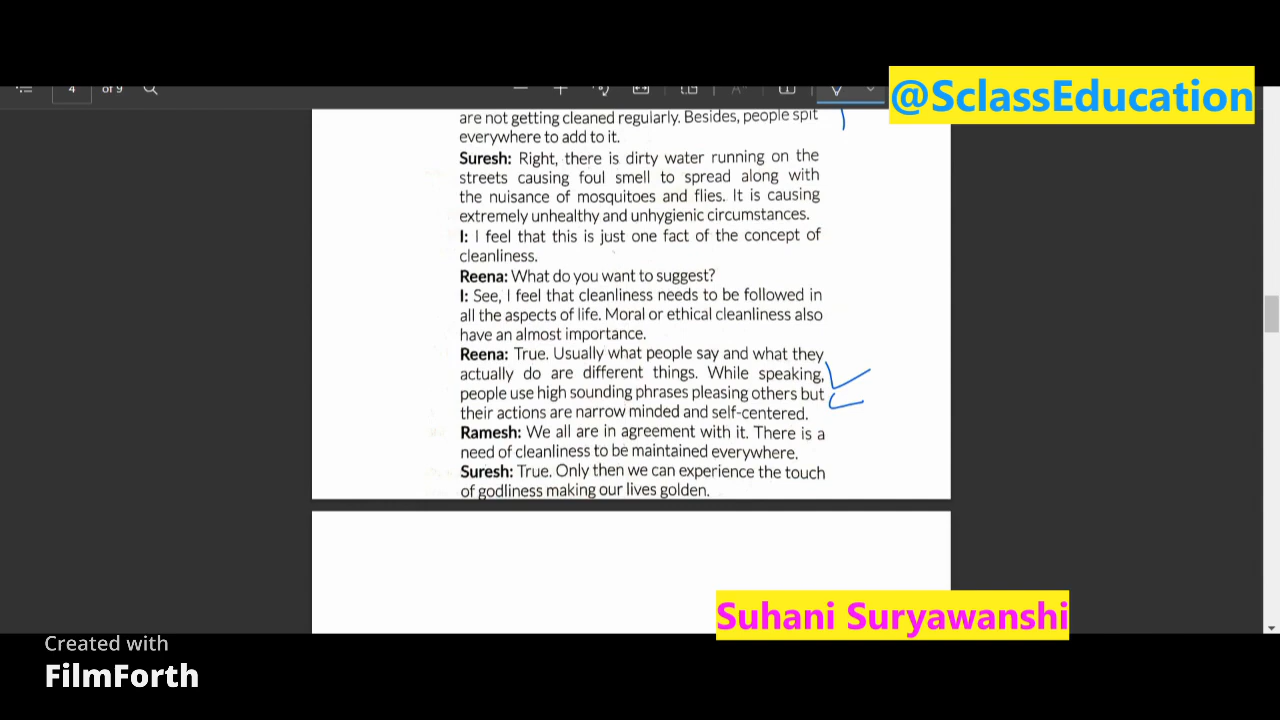 4 of 9
@SclassEducation
are not getting cleaned regularly. Besides, people spit
everywhere to add to it.
Suresh: Right, there is dirty water running on the
streets causing foul smell to spread along with
the nuisance of mosquitoes and flies. It is causing
extremely unhealthy and unhygienic circumstances.
I: I feel that this is just one fact of the concept of
cleanliness.
Reena: What do you want to suggest?
I: See, I feel that cleanliness needs to be followed in
all the aspects of life. Moral or ethical cleanliness also
have an almost importance.
Reena: True. Usually what people say and what they
actually do are different things. While speaking,
people use high sounding phrases pleasing others but
their actions are narrow minded and self-centered.
Ramesh: We all are in agreement with it. There is a
need of cleanliness to be maintained everywhere.
Suresh: True. Only then we can experience the touch
of godliness making our lives golden.
Suhani Suryawanshi
Created with
FilmForth